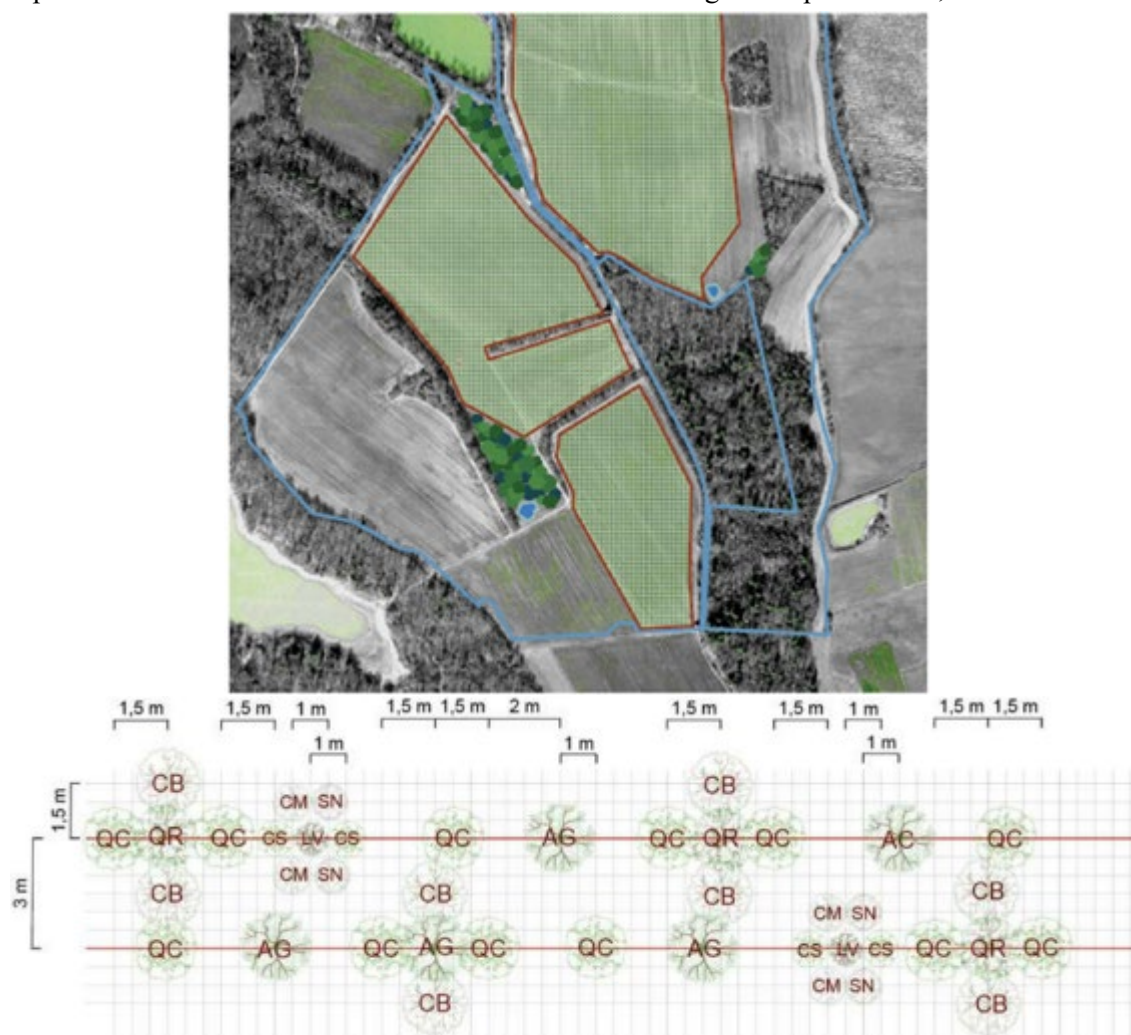 1,5 m 1,5 m 1 m 1,5 m 1,5 m 2 m 1,5 m 1,5 m 1 m 1,5 m 1,5 m
1 m 1 m 1 m
CB CB
1,5 m
CM SN
QC QR QC CS LV CS QC AG QC QR QC AC QC
CM SN
3 m
CB CB CB CB
CM SN
QC AG QC AG QC QC AG CS LV CS QC QR QC
CM SN
CB CB